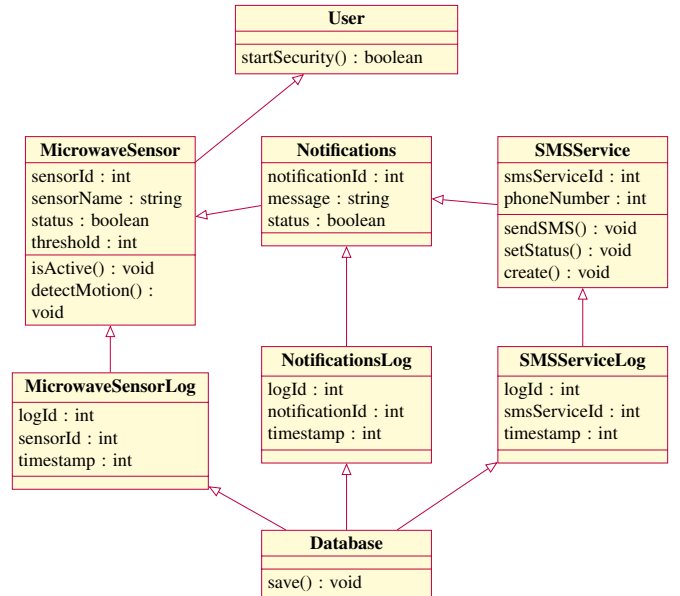 User
startSecurity() : boolean
MicrowaveSensor
sensorId : int
sensorName : string
status : boolean
threshold : int
isActive() : void
detectMotion() :
void
Notifications
notificationId : int
message : string
status : boolean
SMSService
smsServiceId : int
phoneNumber : int
sendSMS() : void
setStatus() : void
create() : void
MicrowaveSensorLog
logId : int
sensorId : int
timestamp : int
NotificationsLog
logId : int
notificationId : int
timestamp : int
SMSServiceLog
logId : int
smsServiceId : int
timestamp : int
Database
save() : void